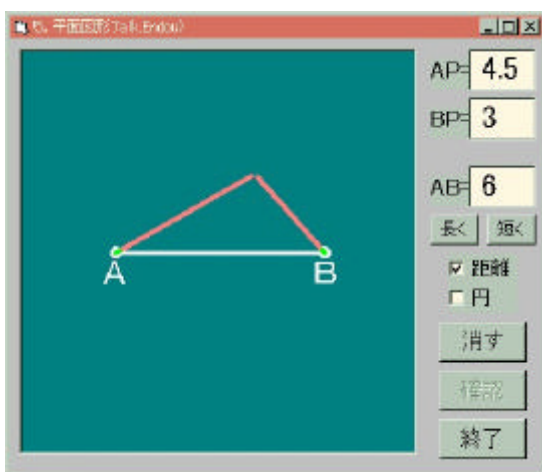 平面図形(Taik.Endou)
AP= 4.5
BP= 3
AB= 6
長く 短く
距離
円
消す
確認
終了
A B